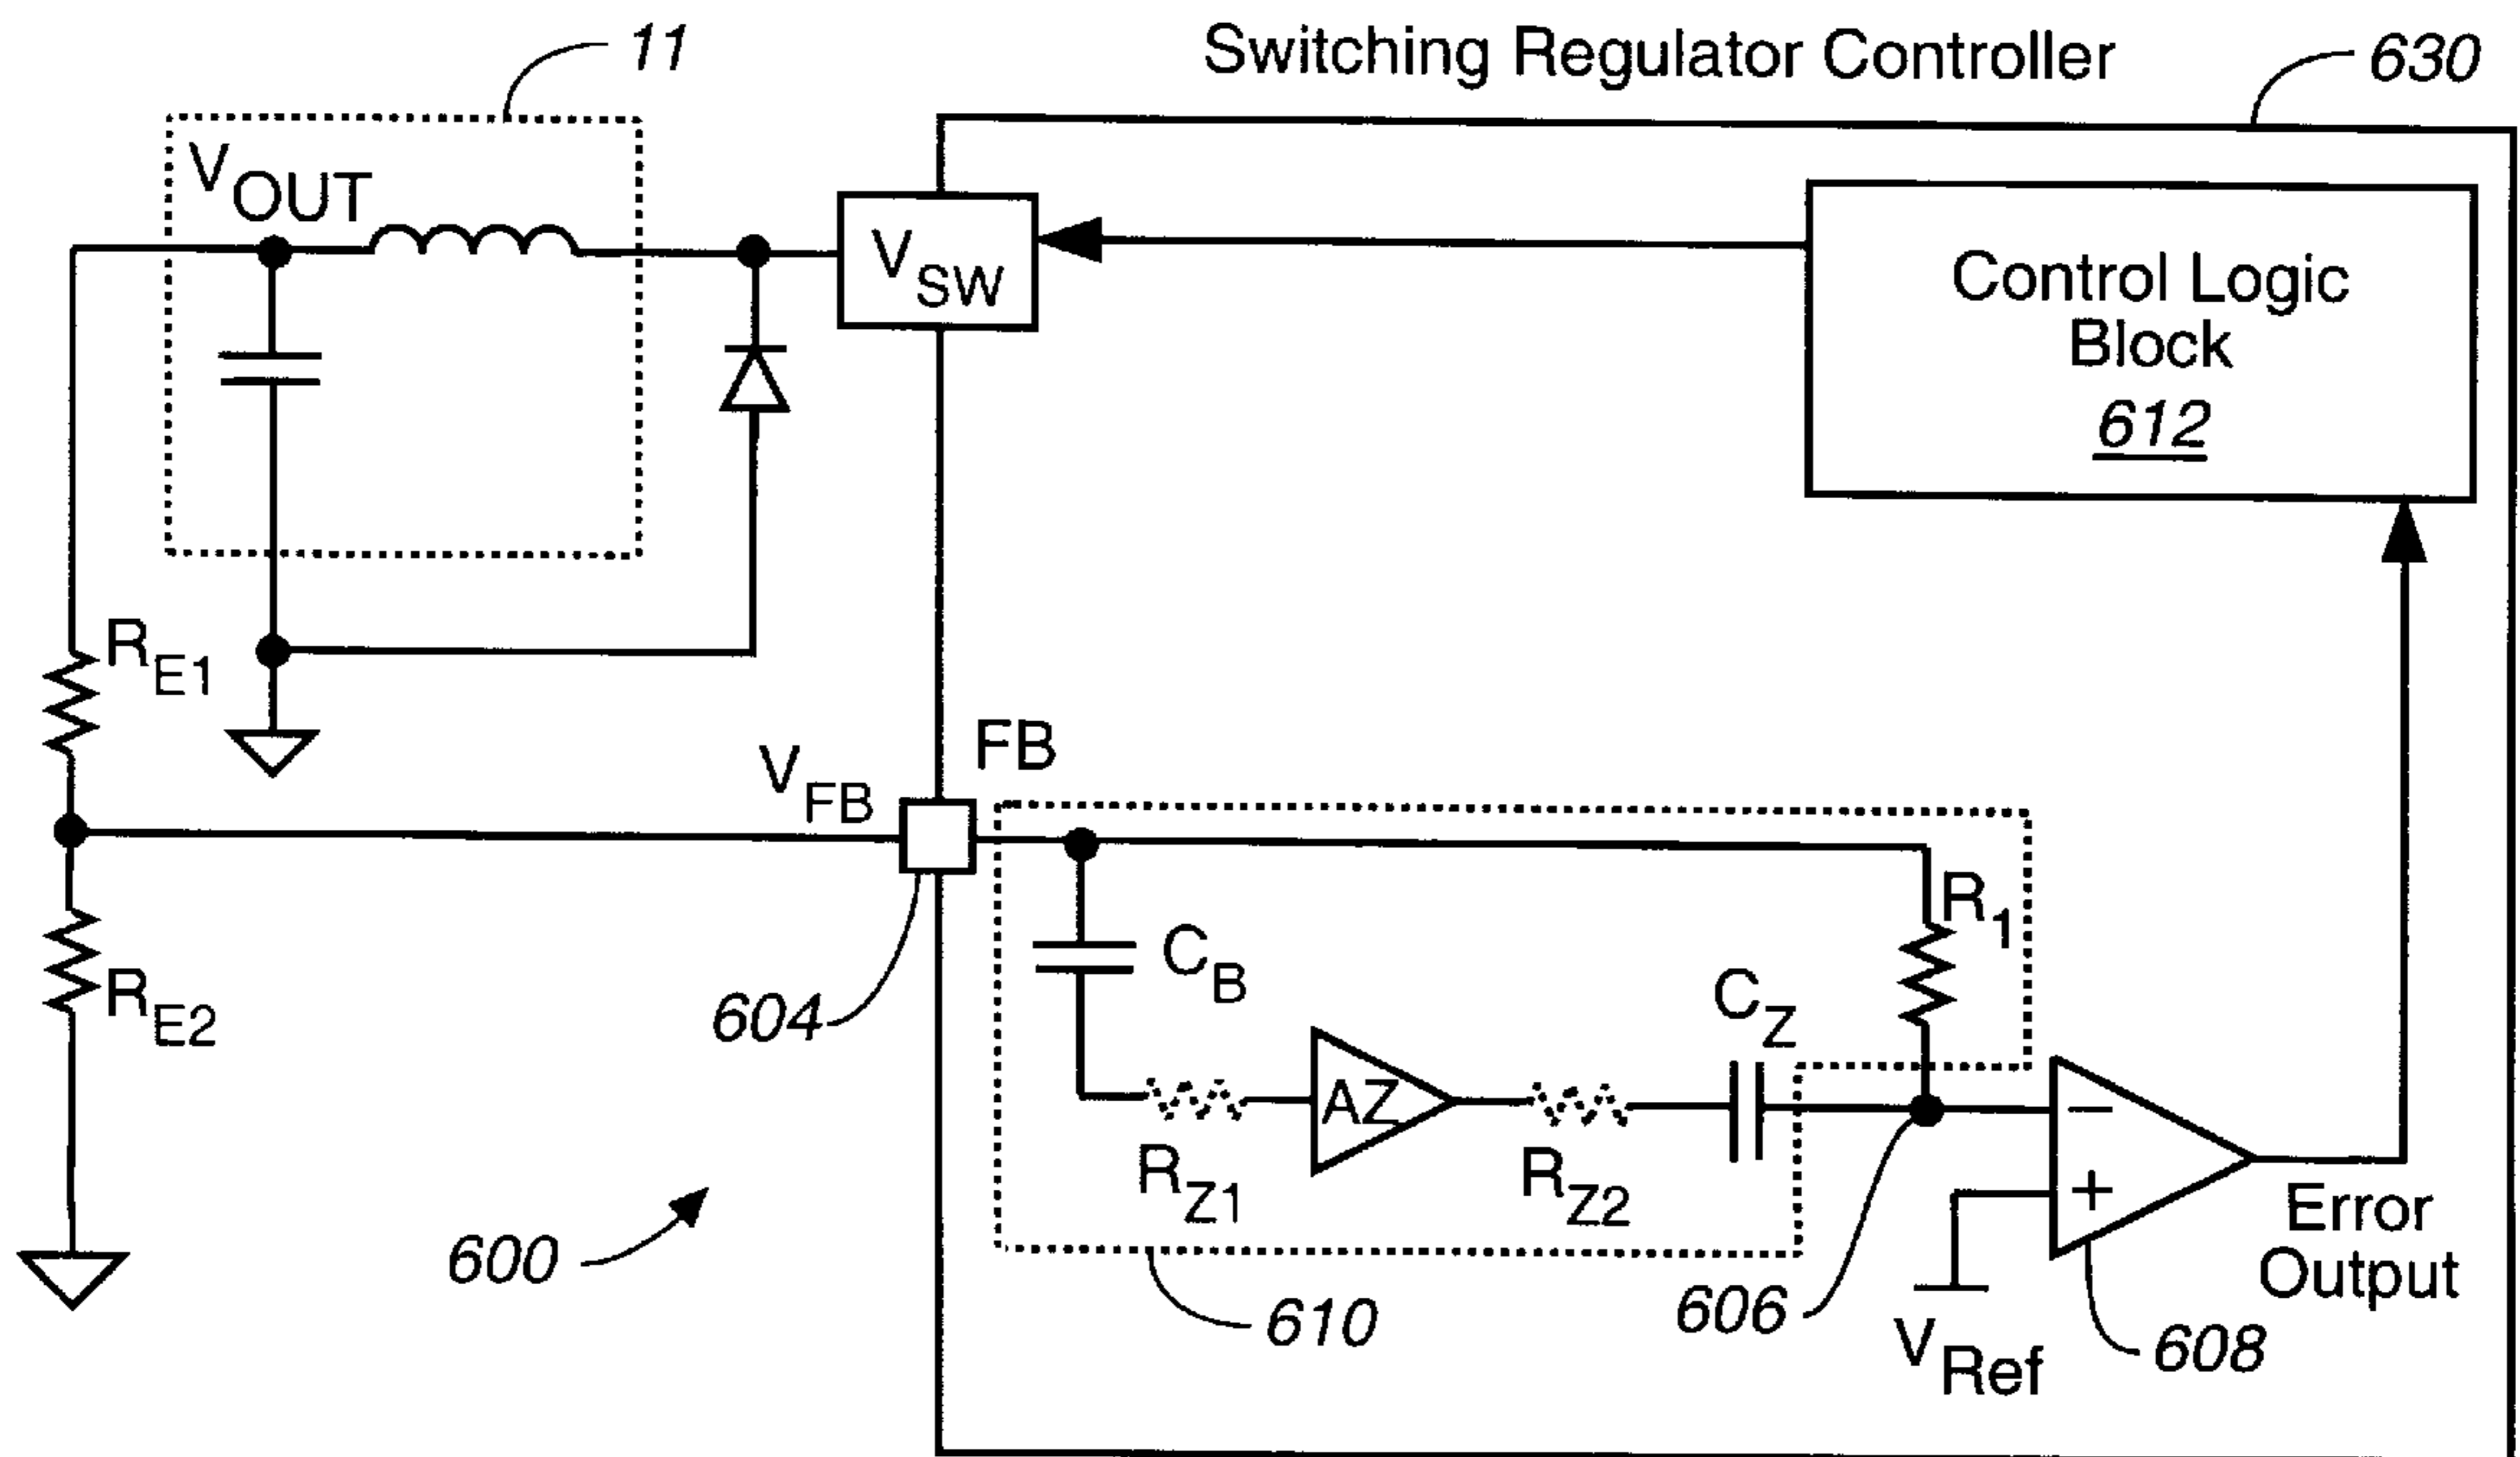 11
Switching Regulator Controller
630
VOUT
VSW
Control Logic
Block
612
RE1
VFB
FB
R1
CB
CZ
604
RE2
AZ
RZ1
RZ2
600
610
606
VRef
608
Error
Output
−
+